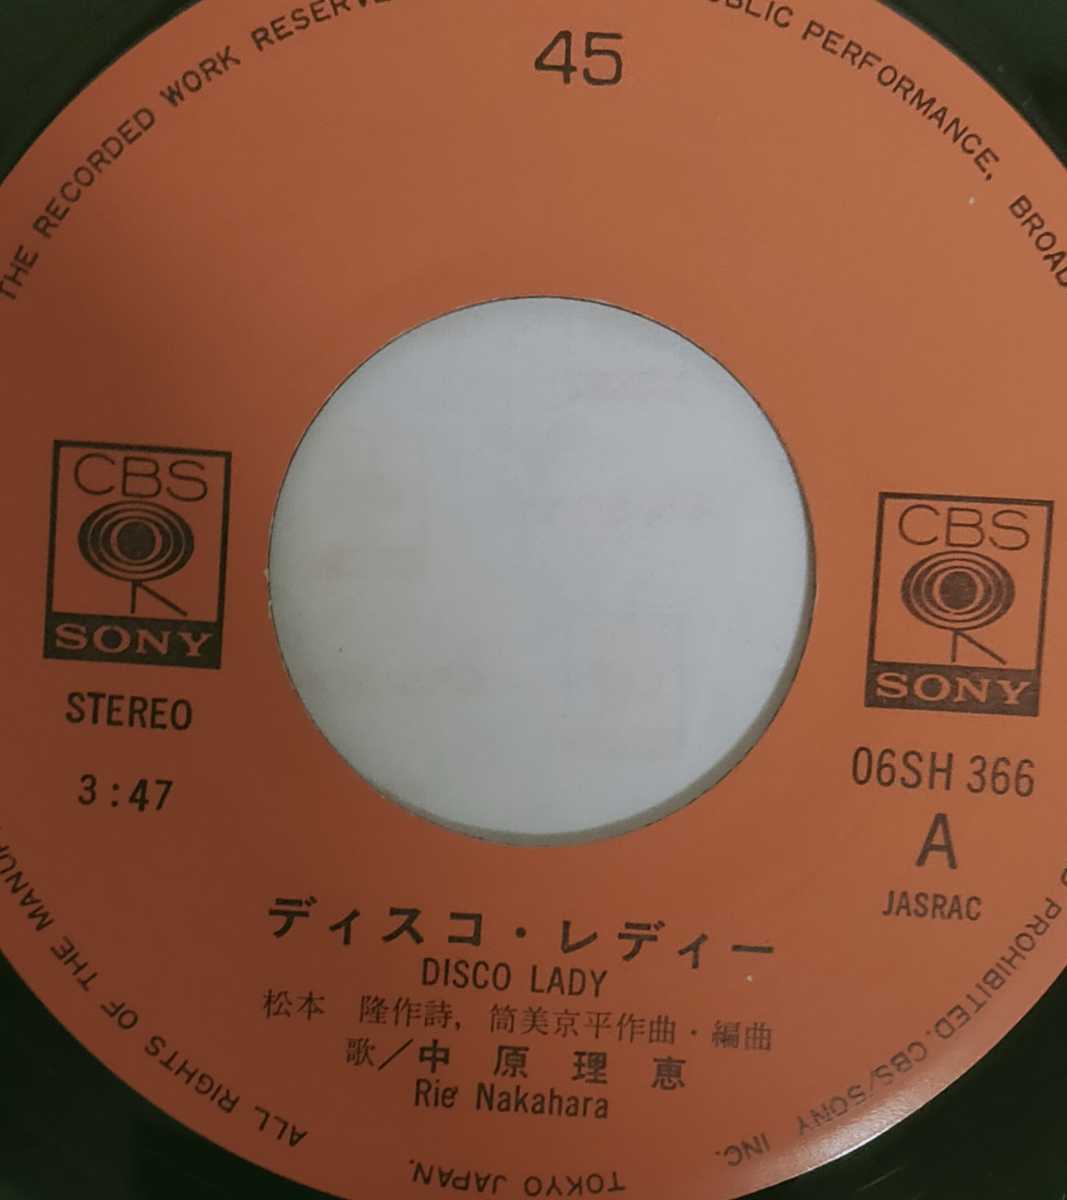 45
THE RECORDED WORK RESERVE
PUBLIC PERFORMANCE, BROAD
CBS
SONY
STEREO
3:47
CBS
SONY
06SH 366
A
JASRAC
ディスコ・レディー
DISCO LADY
松本 隆作詩, 筒美京平作曲・編曲
歌/中原理恵
Rie Nakahara
PROHIBITED. CBS/SONY INC.
TOKYO JAPAN.
ALL RIGHTS OF THE MANUF